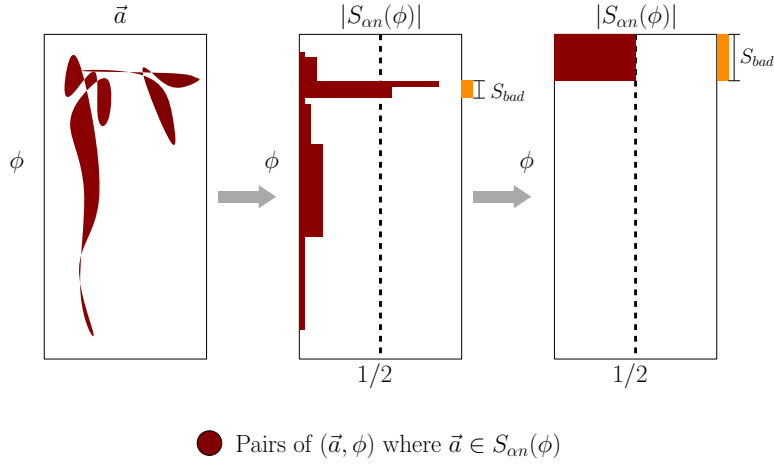 $\vec{a}$
$|S_{\alpha n}(\phi)|$
$|S_{\alpha n}(\phi)|$
$S_{bad}$
$S_{bad}$
$\phi$
$\phi$
$\phi$
1/2
1/2
Pairs of $(\vec{a}, \phi)$ where $\vec{a} \in S_{\alpha n}(\phi)$